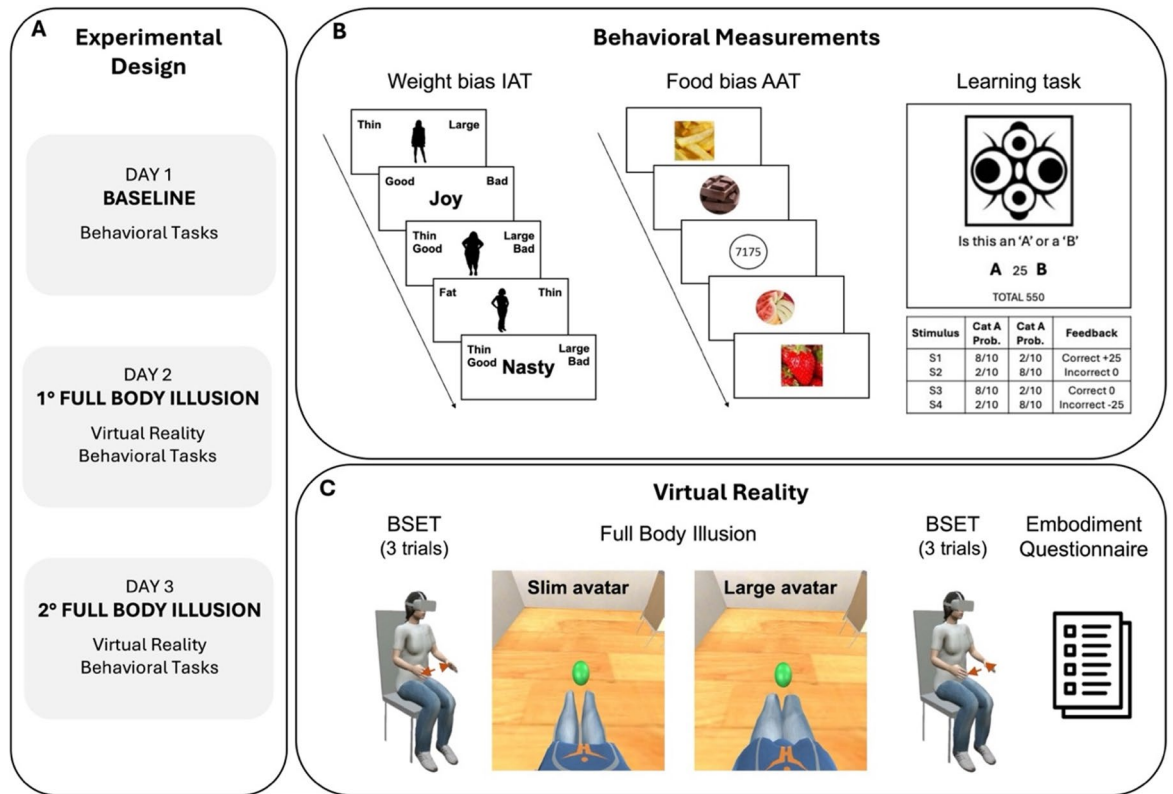 A
Experimental
Design
DAY 1
BASELINE
Behavioral Tasks
DAY 2
1° FULL BODY ILLUSION
Virtual Reality
Behavioral Tasks
DAY 3
2° FULL BODY ILLUSION
Virtual Reality
Behavioral Tasks
B
Behavioral Measurements
Weight bias IAT
Thin Large
Good Bad
Joy
Thin Large
Good Bad
Fat Thin
Thin Large
Good Nasty Bad
Food bias AAT
7175
Learning task
Is this an ‘A’ or a ‘B’
A 25 B
TOTAL 550
Stimulus Cat A Prob. Cat A Prob. Feedback
S1 8/10 2/10 Correct +25
S2 2/10 8/10 Incorrect 0
S3 8/10 2/10 Correct 0
S4 2/10 8/10 Incorrect -25
C
Virtual Reality
BSET
(3 trials)
Full Body Illusion
Slim avatar
Large avatar
BSET
(3 trials)
Embodiment
Questionnaire